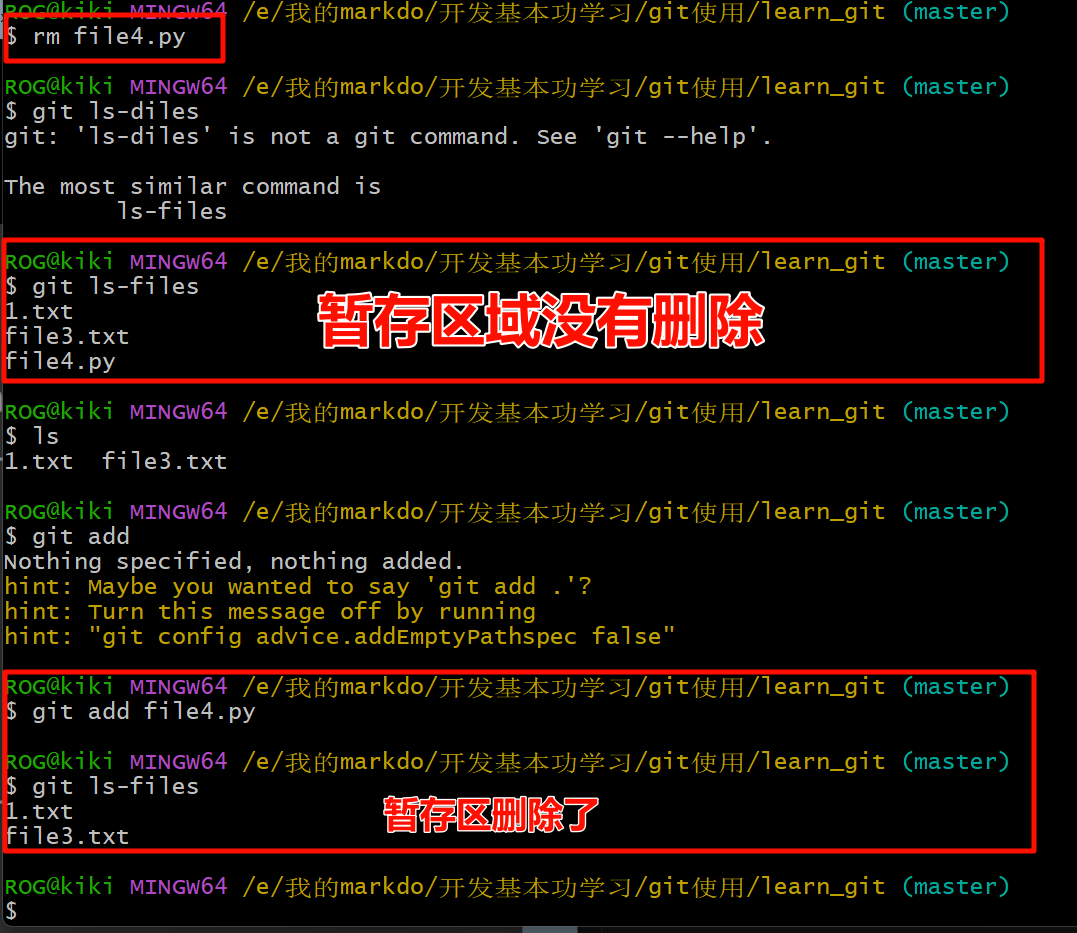 ROG@kiki MINGW64 /e/我的markdo/开发基本功学习/git使用/learn_git (master)
$ rm file4.py
ROG@kiki MINGW64 /e/我的markdo/开发基本功学习/git使用/learn_git (master)
$ git ls-diles
git: 'ls-diles' is not a git command. See 'git --help'.
The most similar command is
ls-files
ROG@kiki MINGW64 /e/我的markdo/开发基本功学习/git使用/learn_git (master)
$ git ls-files
1.txt
暂存区域没有删除
file3.txt
file4.py
ROG@kiki MINGW64 /e/我的markdo/开发基本功学习/git使用/learn_git (master)
$ ls
1.txt  file3.txt
ROG@kiki MINGW64 /e/我的markdo/开发基本功学习/git使用/learn_git (master)
$ git add
Nothing specified, nothing added.
hint: Maybe you wanted to say 'git add .'?
hint: Turn this message off by running
hint: "git config advice.addEmptyPathspec false"
ROG@kiki MINGW64 /e/我的markdo/开发基本功学习/git使用/learn_git (master)
$ git add file4.py
ROG@kiki MINGW64 /e/我的markdo/开发基本功学习/git使用/learn_git (master)
$ git ls-files
1.txt
暂存区删除了
file3.txt
ROG@kiki MINGW64 /e/我的markdo/开发基本功学习/git使用/learn_git (master)
$